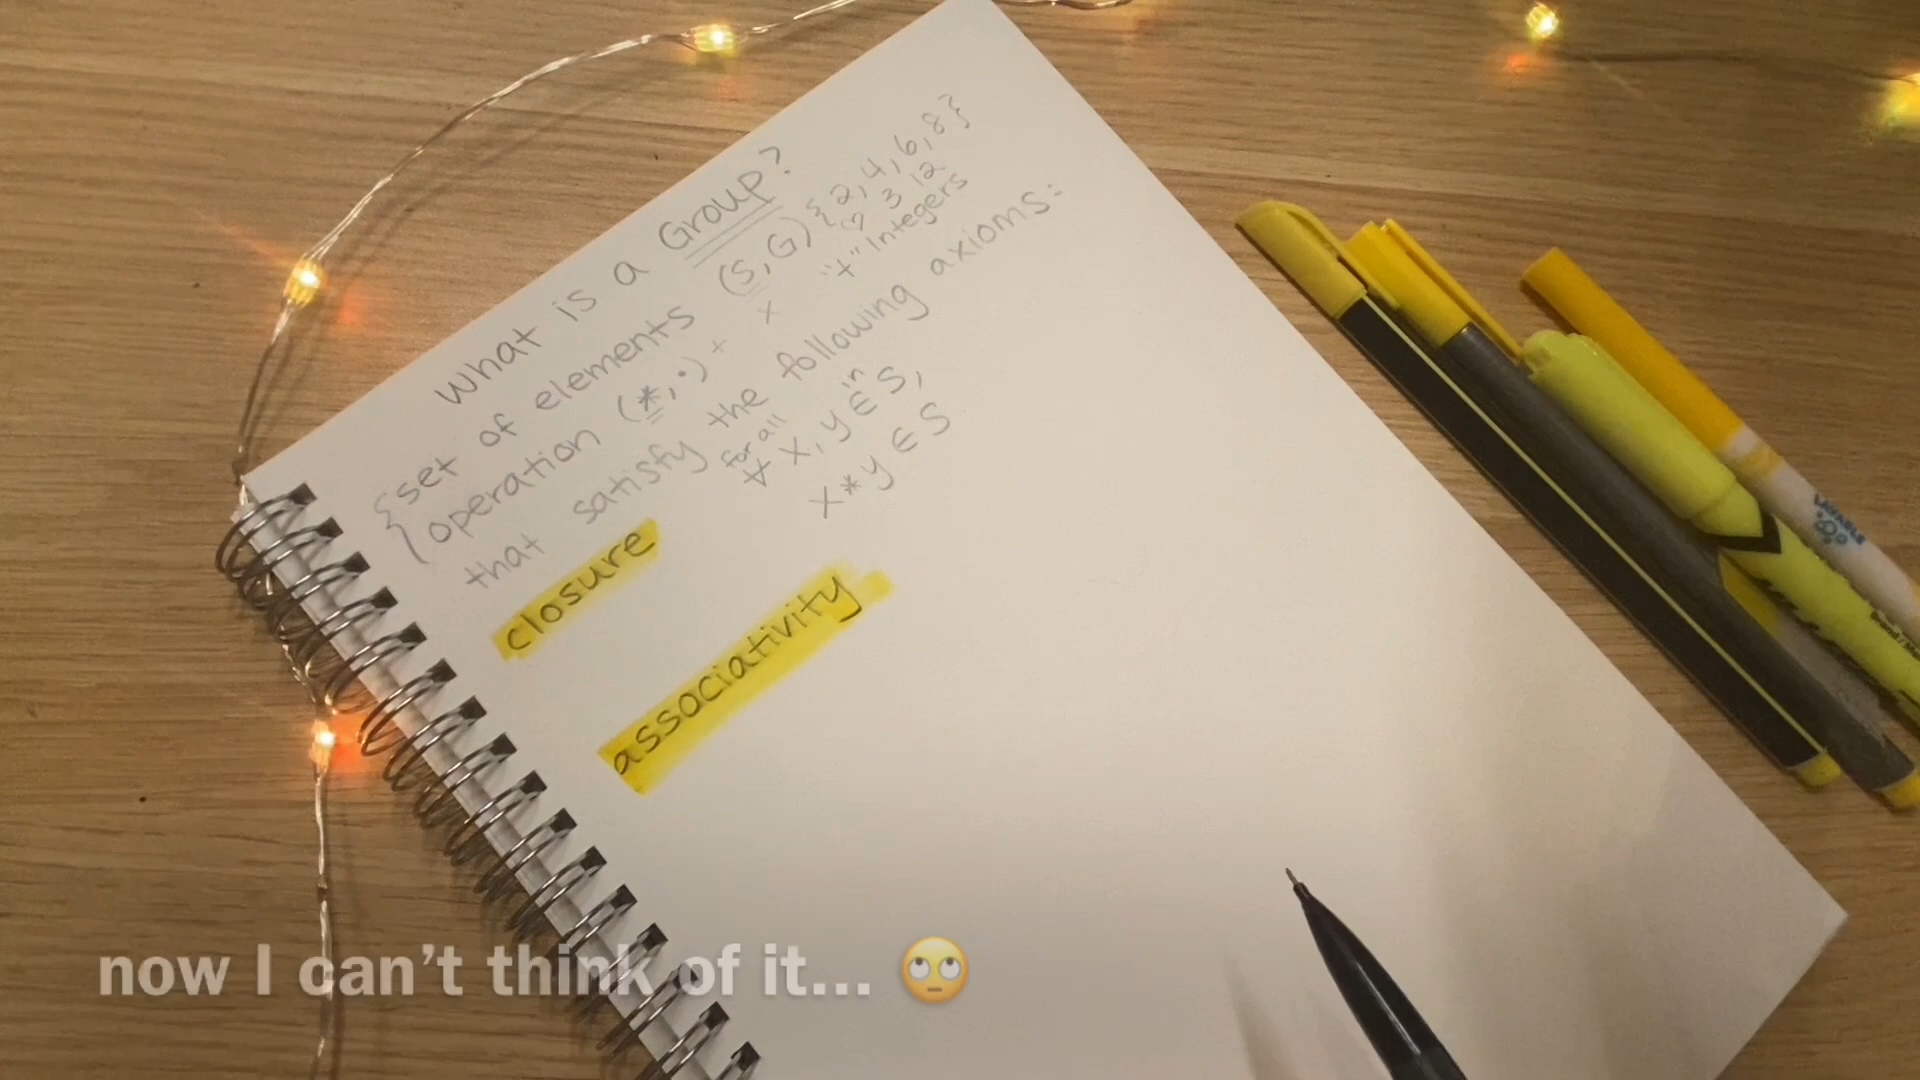 What is a Group?
{set of elements (S, G) {2, 4, 6, 8}
♡ 3 12
operation (*, •) + x "+" Integers
that satisfy the following axioms:
closure for all in
∀ x, y ∈ S,
x * y ∈ S
associativity
WASHABLE
now I can't think of it... 🙄